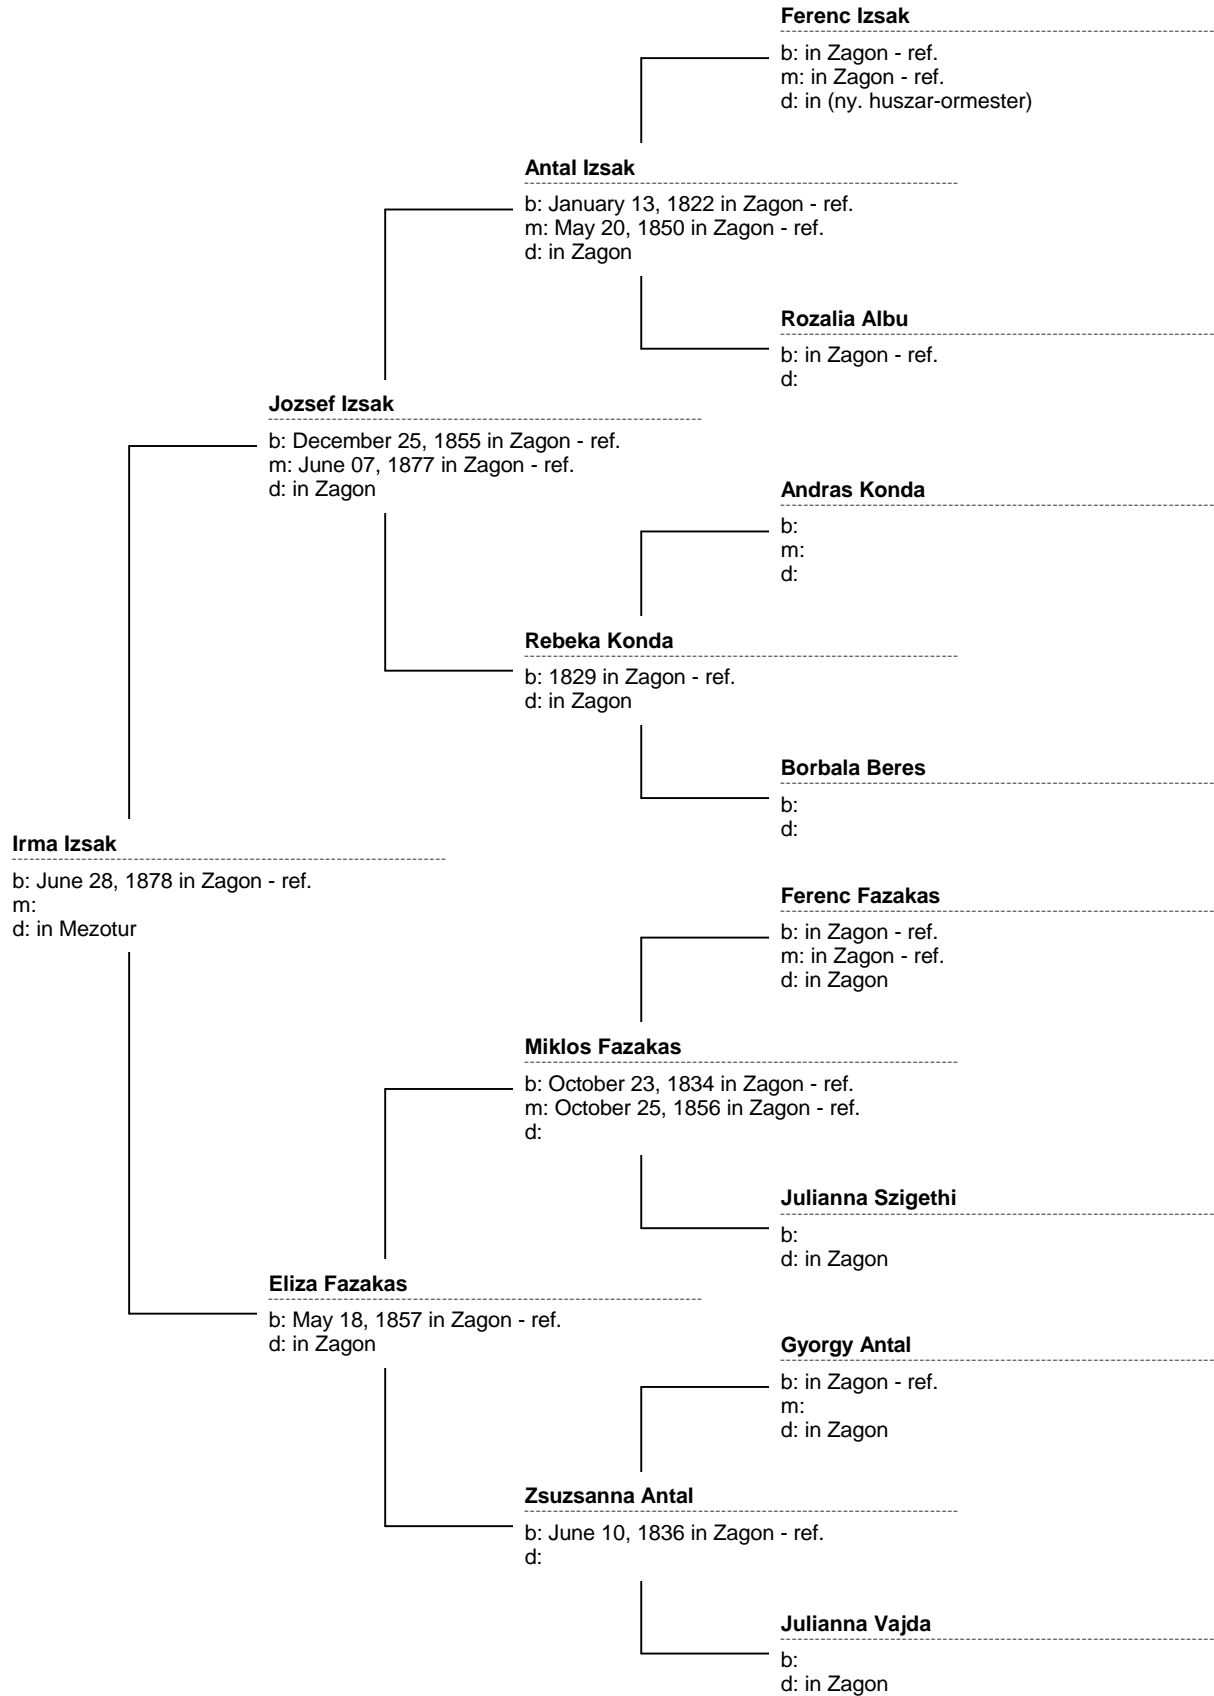 Ferenc Izsak
b: in Zagon - ref.
m: in Zagon - ref.
d: in (ny. huszar-ormester)
Antal Izsak
b: January 13, 1822 in Zagon - ref.
m: May 20, 1850 in Zagon - ref.
d: in Zagon
Rozalia Albu
b: in Zagon - ref.
d:
Jozsef Izsak
b: December 25, 1855 in Zagon - ref.
m: June 07, 1877 in Zagon - ref.
d: in Zagon
Andras Konda
b:
m:
d:
Rebeka Konda
b: 1829 in Zagon - ref.
d: in Zagon
Borbala Beres
b:
d:
Irma Izsak
b: June 28, 1878 in Zagon - ref.
m:
d: in Mezotur
Ferenc Fazakas
b: in Zagon - ref.
m: in Zagon - ref.
d: in Zagon
Miklos Fazakas
b: October 23, 1834 in Zagon - ref.
m: October 25, 1856 in Zagon - ref.
d:
Julianna Szigethi
b:
d: in Zagon
Eliza Fazakas
b: May 18, 1857 in Zagon - ref.
d: in Zagon
Gyorgy Antal
b: in Zagon - ref.
m:
d: in Zagon
Zsuzsanna Antal
b: June 10, 1836 in Zagon - ref.
d:
Julianna Vajda
b:
d: in Zagon